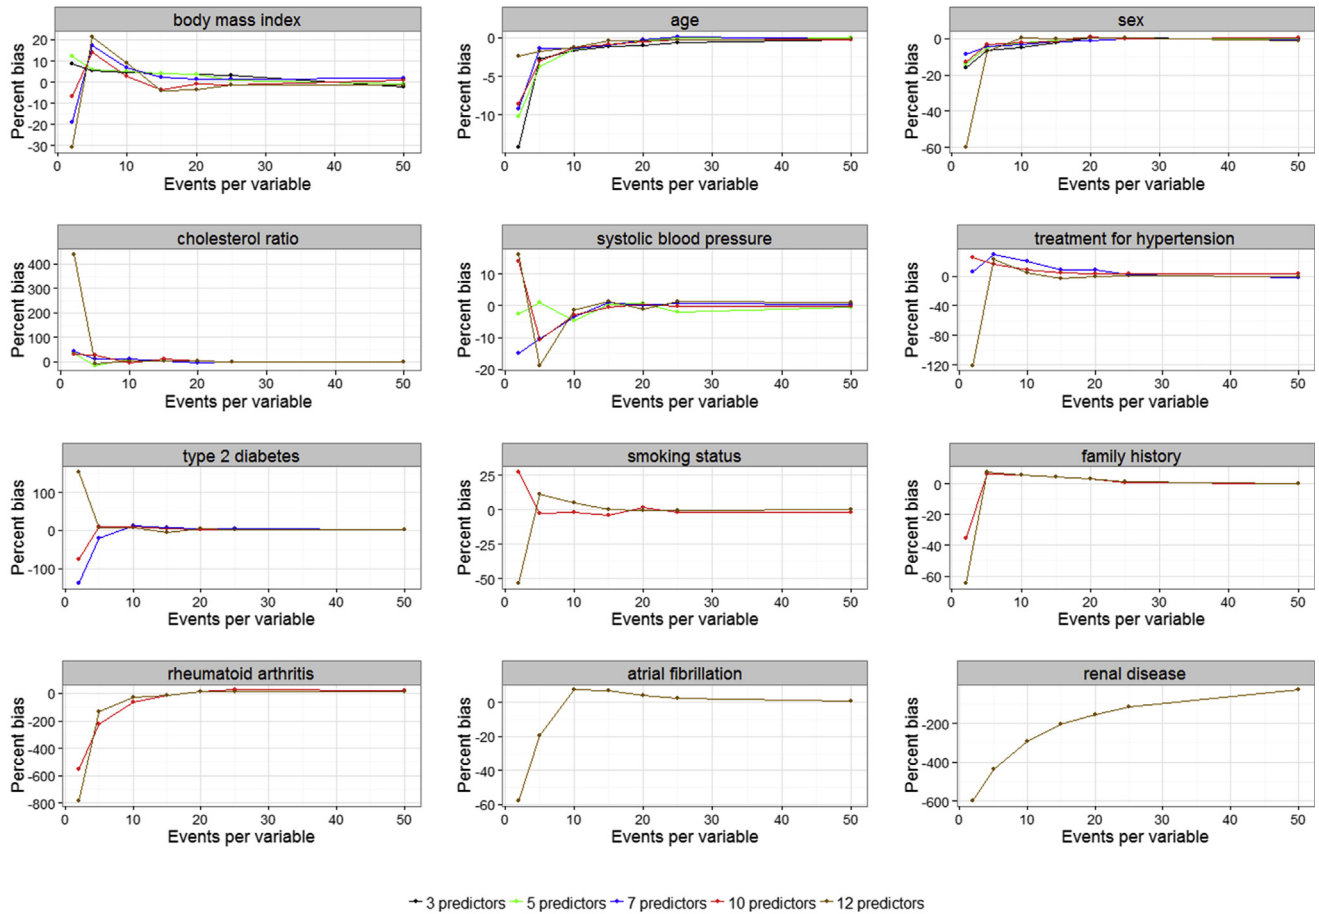 body mass index age sex
Percent bias Percent bias Percent bias
20 0 0
10
0 -5 -20
-10
-20 -10 -40
-30 -60
0 10 20 30 40 50 0 10 20 30 40 50 0 10 20 30 40 50
Events per variable Events per variable Events per variable
cholesterol ratio systolic blood pressure treatment for hypertension
Percent bias Percent bias Percent bias
400 10 0
300 0 -40
200 -10 -80
100 -20 -120
0
0 10 20 30 40 50 0 10 20 30 40 50 0 10 20 30 40 50
Events per variable Events per variable Events per variable
type 2 diabetes smoking status family history
Percent bias Percent bias Percent bias
100 25 0
0 0 -20
-100 -25 -40
-50 -60
0 10 20 30 40 50 0 10 20 30 40 50 0 10 20 30 40 50
Events per variable Events per variable Events per variable
rheumatoid arthritis atrial fibrillation renal disease
Percent bias Percent bias Percent bias
0 0 -200
-200 -20 -400
-400 -40 -600
-600 -60
-800
0 10 20 30 40 50 0 10 20 30 40 50 0 10 20 30 40 50
Events per variable Events per variable Events per variable
3 predictors 5 predictors 7 predictors 10 predictors 12 predictors